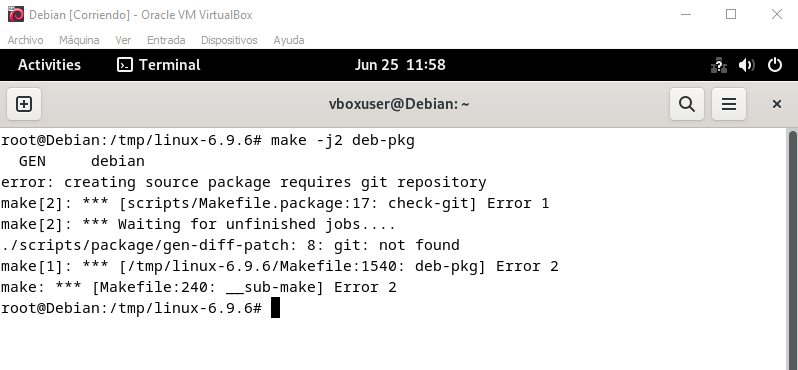 Debian [Corriendo] - Oracle VM VirtualBox
Archivo Máquina Ver Entrada Dispositivos Ayuda
Activities Terminal Jun 25 11:58
vboxuser@Debian: ~
root@Debian:/tmp/linux-6.9.6# make -j2 deb-pkg
  GEN     debian
error: creating source package requires git repository
make[2]: *** [scripts/Makefile.package:17: check-git] Error 1
make[2]: *** Waiting for unfinished jobs....
./scripts/package/gen-diff-patch: 8: git: not found
make[1]: *** [/tmp/linux-6.9.6/Makefile:1540: deb-pkg] Error 2
make: *** [Makefile:240: __sub-make] Error 2
root@Debian:/tmp/linux-6.9.6#